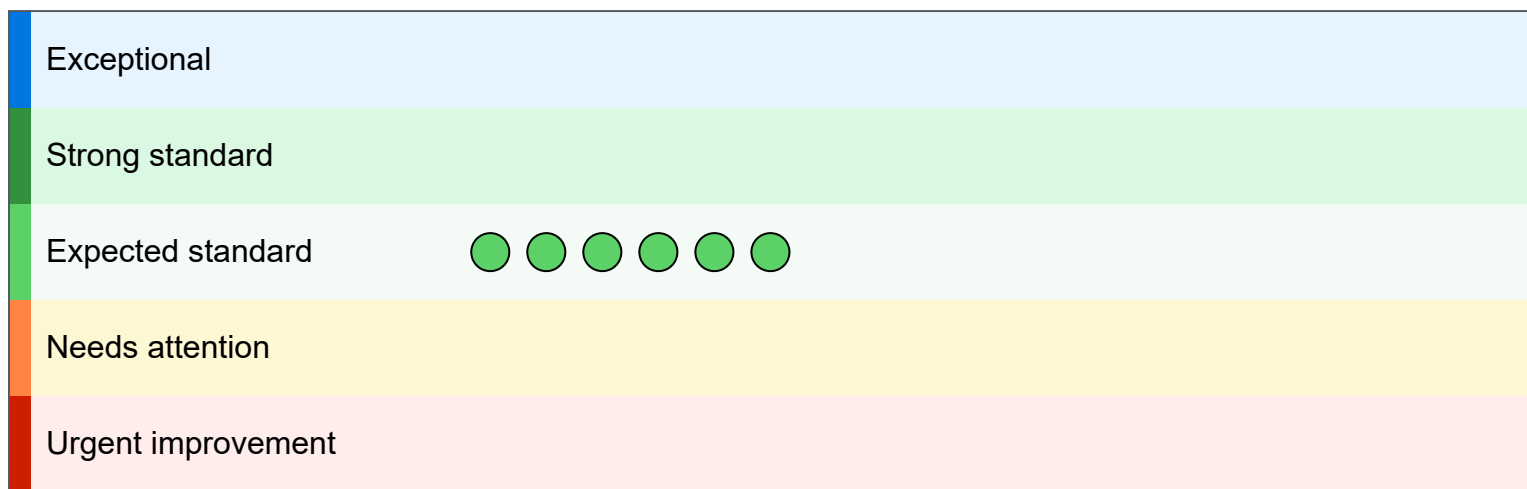 Exceptional
Strong standard
Expected standard
Needs attention
Urgent improvement